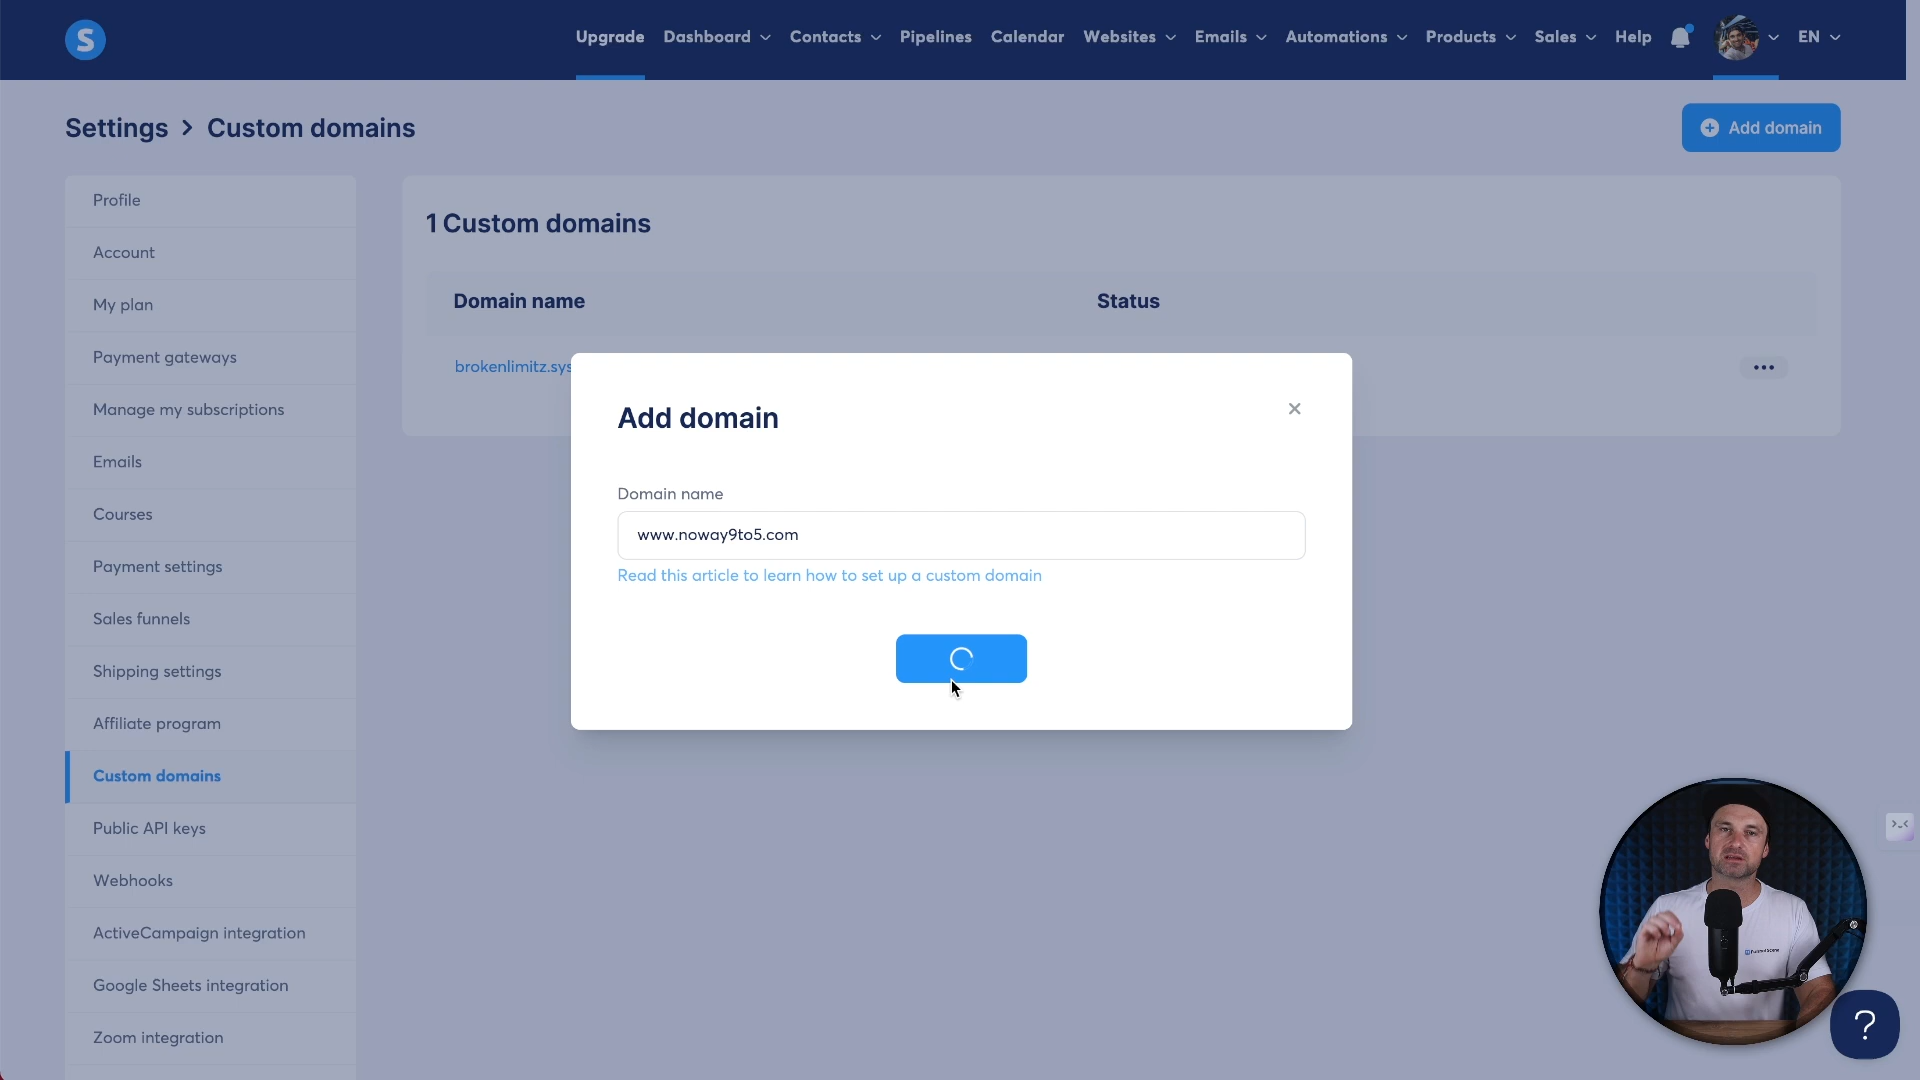 S
Upgrade Dashboard Contacts Pipelines Calendar Websites Emails Automations Products Sales Help EN
Settings > Custom domains
Add domain
Profile
Account
My plan
Payment gateways
Manage my subscriptions
Emails
Courses
Payment settings
Sales funnels
Shipping settings
Affiliate program
Custom domains
Public API keys
Webhooks
ActiveCampaign integration
Google Sheets integration
Zoom integration
1 Custom domains
Domain name Status
brokenlimitz.sys
Add domain
Domain name
www.noway9to5.com
Read this article to learn how to set up a custom domain
?